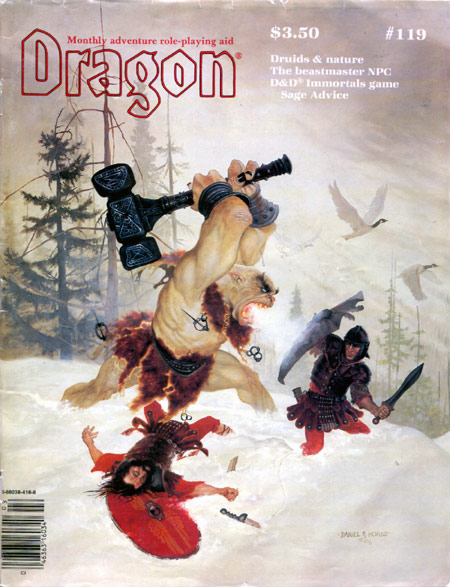 Monthly adventure role-playing aid
Dragon®
$3.50 #119
Druids & nature
The beastmaster NPC
D&D® Immortals game
Sage Advice
DANIEL R HORNE
03